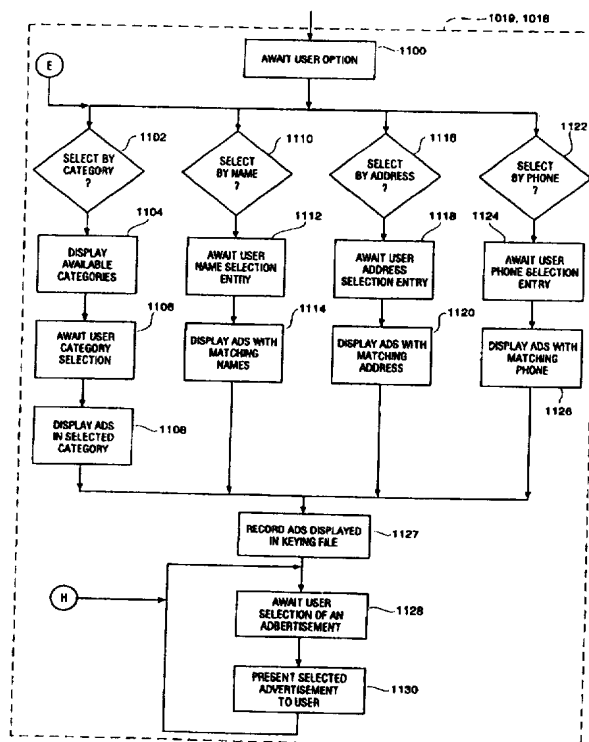 1019, 1018
1100
AWAIT USER
OPTION
E
1102
SELECT BY
CATEGORY
?
1110
SELECT
BY NAME
?
1116
SELECT
BY ADDRESS
?
1122
SELECT
BY PHONE
?
1104
DISPLAY
AVAILABLE
CATEGORIES
1112
AWAIT USER
NAME SELECTION
ENTRY
1118
AWAIT USER
ADDRESS
SELECTION ENTRY
1124
AWAIT USER
PHONE SELECTION
ENTRY
1106
AWAIT USER
CATEGORY
SELECTION
1114
DISPLAY ADS WITH
MATCHING
NAMES
1120
DISPLAY ADS WITH
MATCHING
ADDRESS
DISPLAY ADS WITH
MATCHING
PHONE
1126
DISPLAY ADS
IN SELECTED
CATEGORY
1108
RECORD ADS DISPLAYED
IN KEYING FILE
1127
H
AWAIT USER
SELECTION OF AN
ADBERTISEMENT
1128
PRESENT SELECTED
ADVERTISEMENT
TO USER
1130